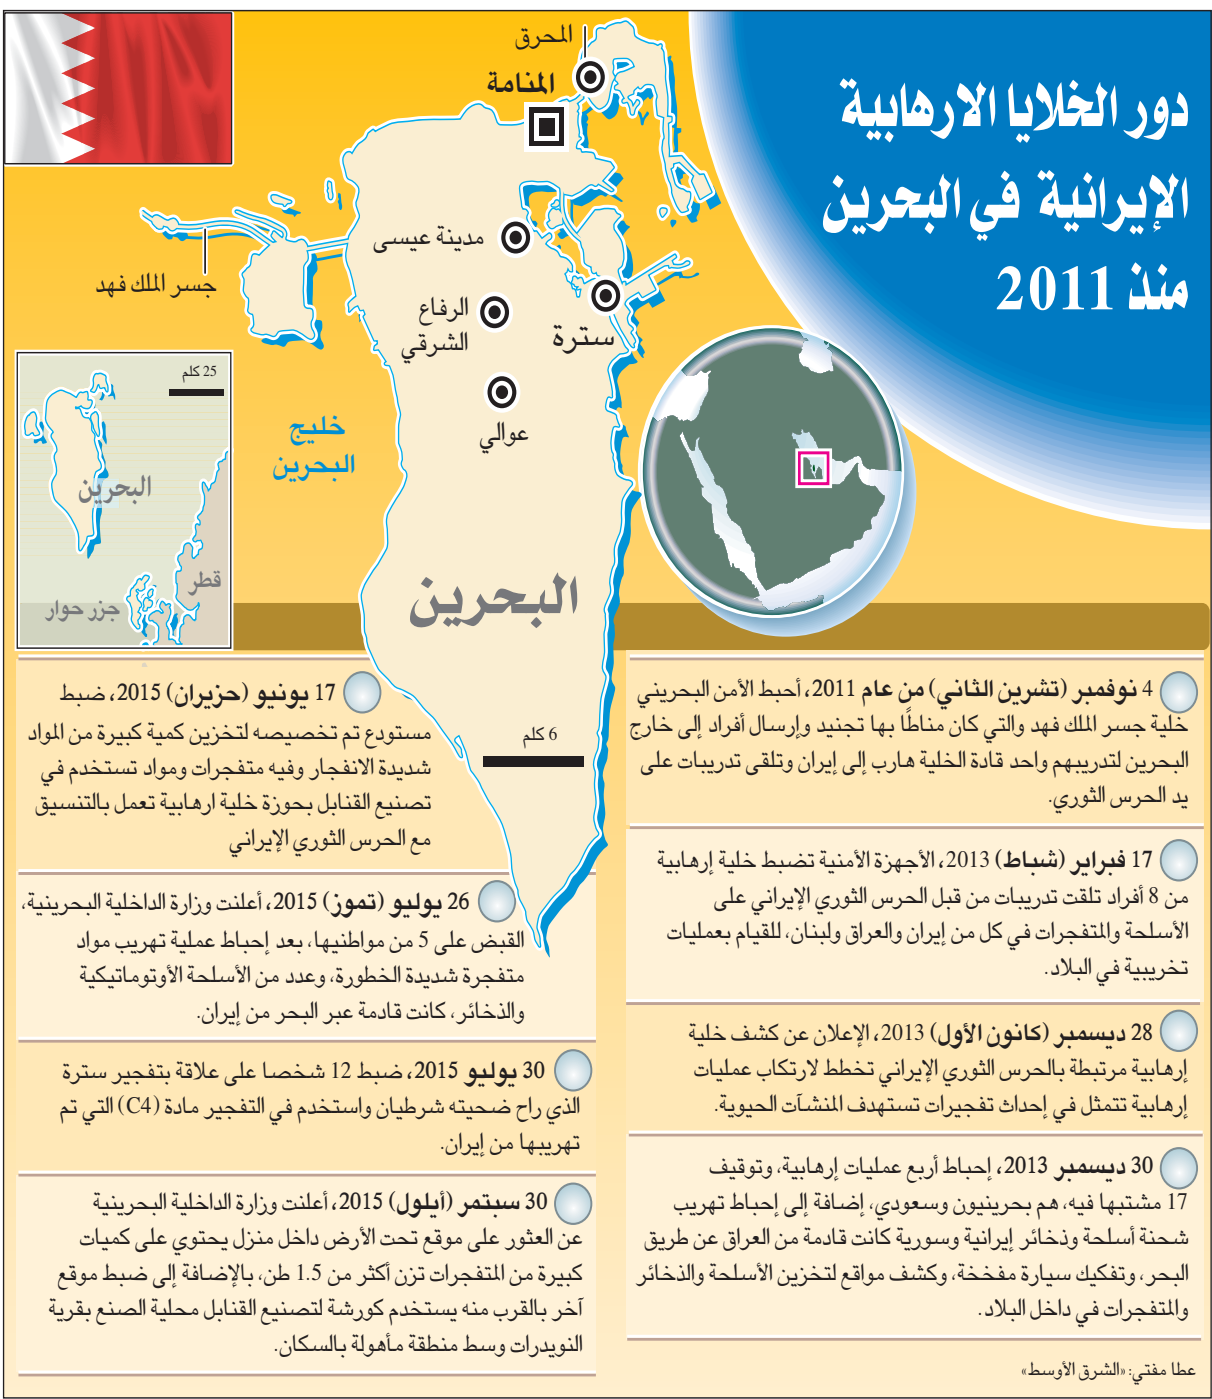 دور الخلايا الارهابية
الإيرانية في البحرين
منذ 2011
المحرق
المنامة
مدينة عيسى
جسر الملك فهد
الرفاع
الشرقي
سترة
عوالي
خليج
البحرين
البحرين
6 كلم
25 كلم
البحرين
قطر
جزر حوار
4 نوفمبر (تشرين الثاني) من عام 2011، أحبط الأمن البحريني
خلية جسر الملك فهد والتي كان مناطًا بها تجنيد وإرسال أفراد إلى خارج
البحرين لتدريبهم واحد قادة الخلية هارب إلى إيران وتلقى تدريبات على
يد الحرس الثوري.
17 فبراير (شباط) 2013، الأجهزة الأمنية تضبط خلية إرهابية
من 8 أفراد تلقت تدريبات من قبل الحرس الثوري الإيراني على
الأسلحة والمتفجرات في كل من إيران والعراق ولبنان، للقيام بعمليات
تخريبية في البلاد.
28 ديسمبر (كانون الأول) 2013، الإعلان عن كشف خلية
إرهابية مرتبطة بالحرس الثوري الإيراني تخطط لارتكاب عمليات
إرهابية تتمثل في إحداث تفجيرات تستهدف المنشآت الحيوية.
30 ديسمبر 2013، إحباط أربع عمليات إرهابية، وتوقيف
17 مشتبها فيه، هم بحرينيون وسعودي، إضافة إلى إحباط تهريب
شحنة أسلحة وذخائر إيرانية وسورية كانت قادمة من العراق عن طريق
البحر، وتفكيك سيارة مفخخة، وكشف مواقع لتخزين الأسلحة والذخائر
والمتفجرات في داخل البلاد.
17 يونيو (حزيران) 2015، ضبط
مستودع تم تخصيصه لتخزين كمية كبيرة من المواد
شديدة الانفجار وفيه متفجرات ومواد تستخدم في
تصنيع القنابل بحوزة خلية ارهابية تعمل بالتنسيق
مع الحرس الثوري الإيراني
26 يوليو (تموز) 2015، أعلنت وزارة الداخلية البحرينية،
القبض على 5 من مواطنيها، بعد إحباط عملية تهريب مواد
متفجرة شديدة الخطورة، وعدد من الأسلحة الأوتوماتيكية
والذخائر، كانت قادمة عبر البحر من إيران.
30 يوليو 2015، ضبط 12 شخصا على علاقة بتفجير سترة
الذي راح ضحيته شرطيان واستخدم في التفجير مادة (C4) التي تم
تهريبها من إيران.
30 سبتمر (أيلول) 2015، أعلنت وزارة الداخلية البحرينية
عن العثور على موقع تحت الأرض داخل منزل يحتوي على كميات
كبيرة من المتفجرات تزن أكثر من 1.5 طن، بالإضافة إلى ضبط موقع
آخر بالقرب منه يستخدم كورشة لتصنيع القنابل محلية الصنع بقرية
النويدرات وسط منطقة مأهولة بالسكان.
عطا مفتي: «الشرق الأوسط»